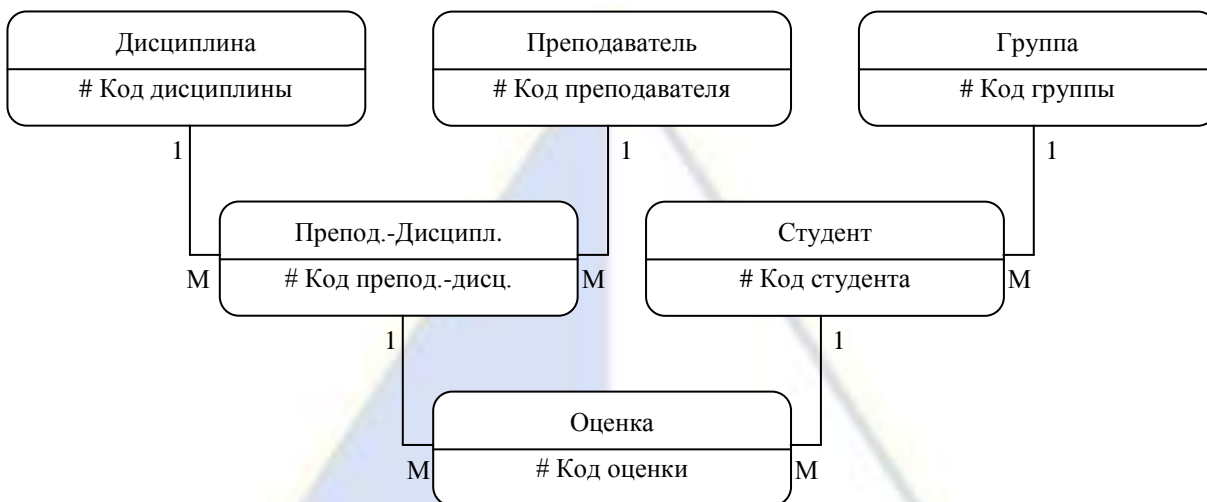 Дисциплина
# Код дисциплины
Преподаватель
# Код преподавателя
Группа
# Код группы
1
1
1
Препод.-Дисципл.
# Код препод.-дисц.
Студент
# Код студента
М
М
М
1
1
Оценка
# Код оценки
М
М